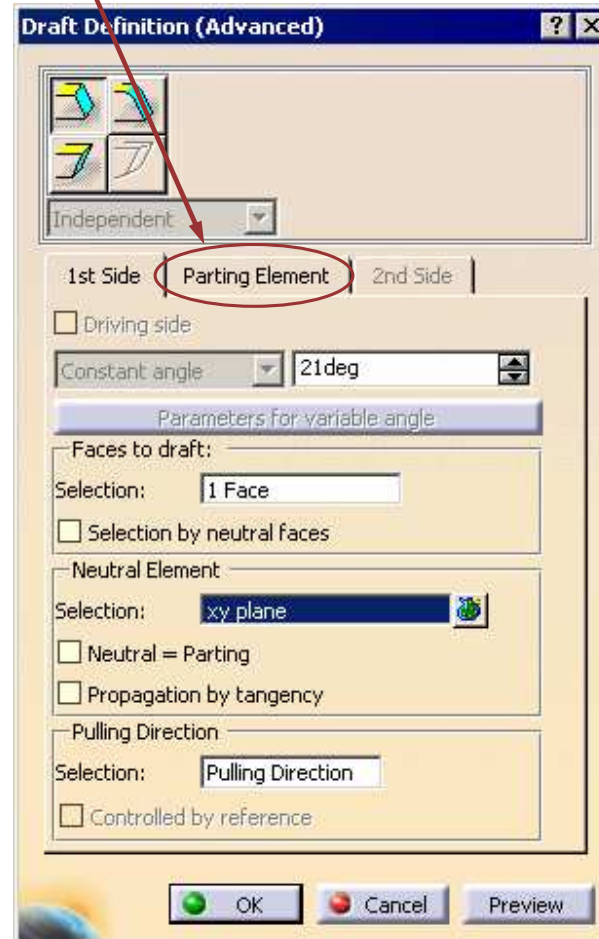 Draft Definition (Advanced)
Independent
1st Side Parting Element 2nd Side
Driving side
Constant angle 21deg
Parameters for variable angle
Faces to draft:
Selection: 1 Face
Selection by neutral faces
Neutral Element
Selection: xy plane
Neutral = Parting
Propagation by tangency
Pulling Direction
Selection: Pulling Direction
Controlled by reference
OK Cancel Preview